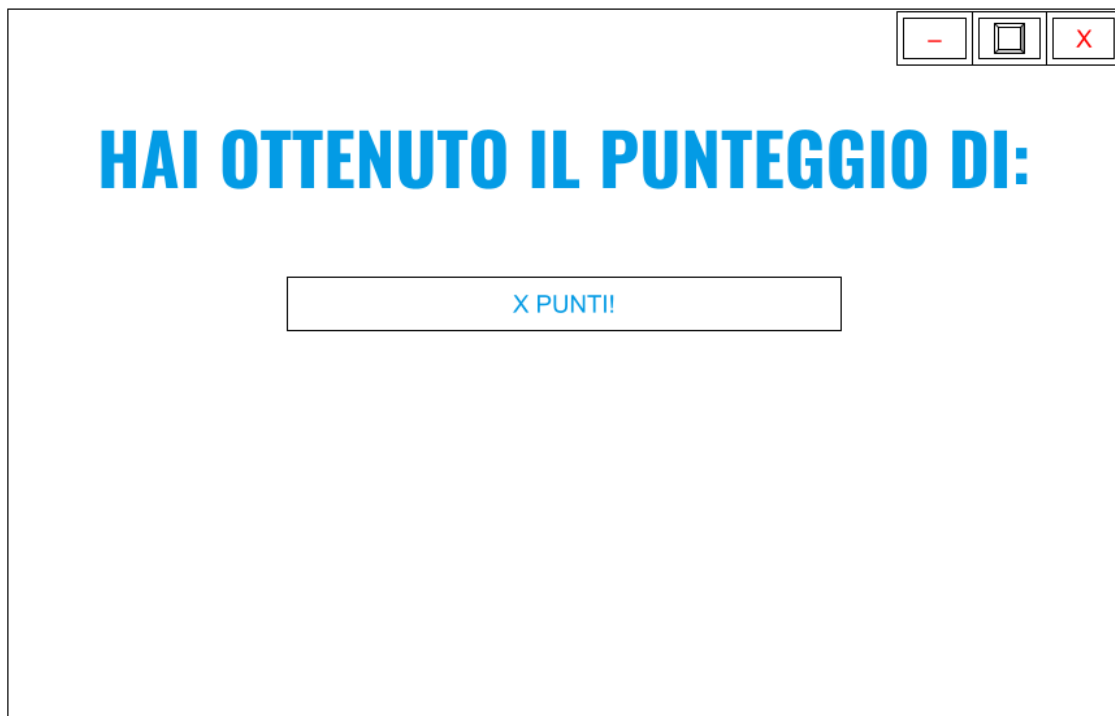 –
X
HAI OTTENUTO IL PUNTEGGIO DI:
X PUNTI!